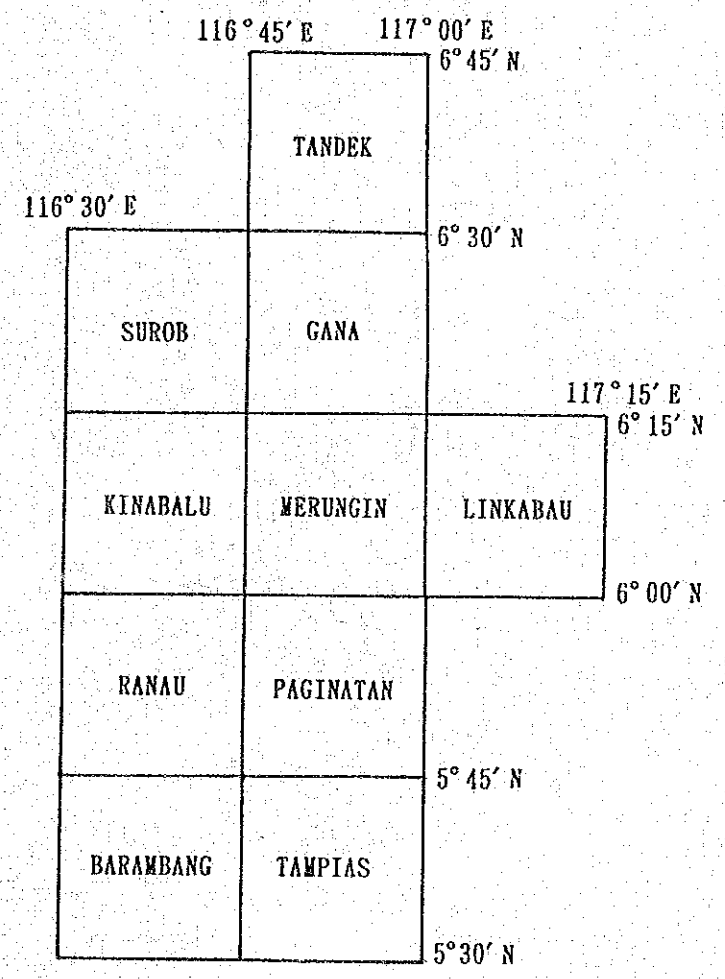 116°45′E 117°00′E
6°45′N
TANDEK
116°30′E
6°30′N
SUROB GANA
117°15′E
6°15′N
KINABALU MERUNGIN LINKABAU
6°00′N
RANAU PAGINATAN
5°45′N
BARAMBANG TAMPIAS
5°30′N